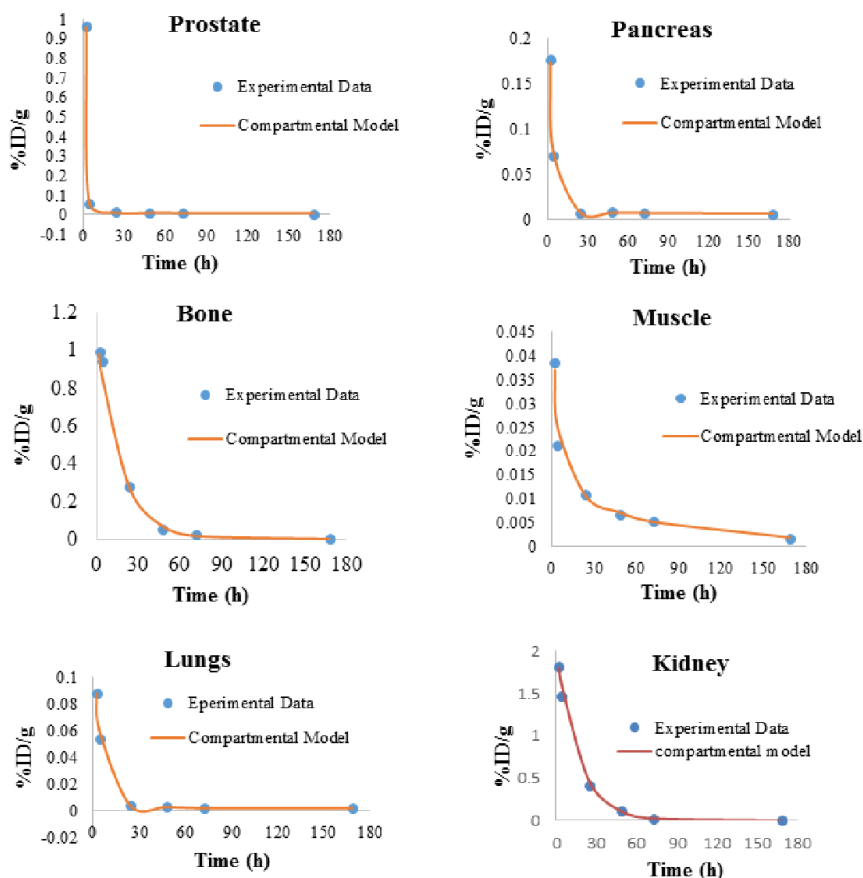 Prostate
1
0.9
0.8
0.7
0.6
0.5
0.4
0.3
0.2
0.1
0
-0.1
%ID/g
Experimental Data
Compartmental Model
0 30 60 90 120 150 180
Time (h)
Pancreas
0.2
0.15
0.1
0.05
0
%ID/g
Experimental Data
Compartmental Model
0 30 60 90 120 150 180
Time (h)
Bone
1.2
1
0.8
0.6
0.4
0.2
0
%ID/g
Experimental Data
Compartmental Model
0 30 60 90 120 150 180
Time (h)
Muscle
0.045
0.04
0.035
0.03
0.025
0.02
0.015
0.01
0.005
0
%ID/g
Experimental Data
Compartmental Model
0 30 60 90 120 150 180
Time (h)
Lungs
0.1
0.08
0.06
0.04
0.02
0
-0.02
%ID/g
Eperimental Data
Compartmental Model
0 30 60 90 120 150 180
Time (h)
Kidney
2
1.5
1
0.5
0
%ID/g
Experimental Data
compartmental model
0 30 60 90 120 150 180
Time (h)